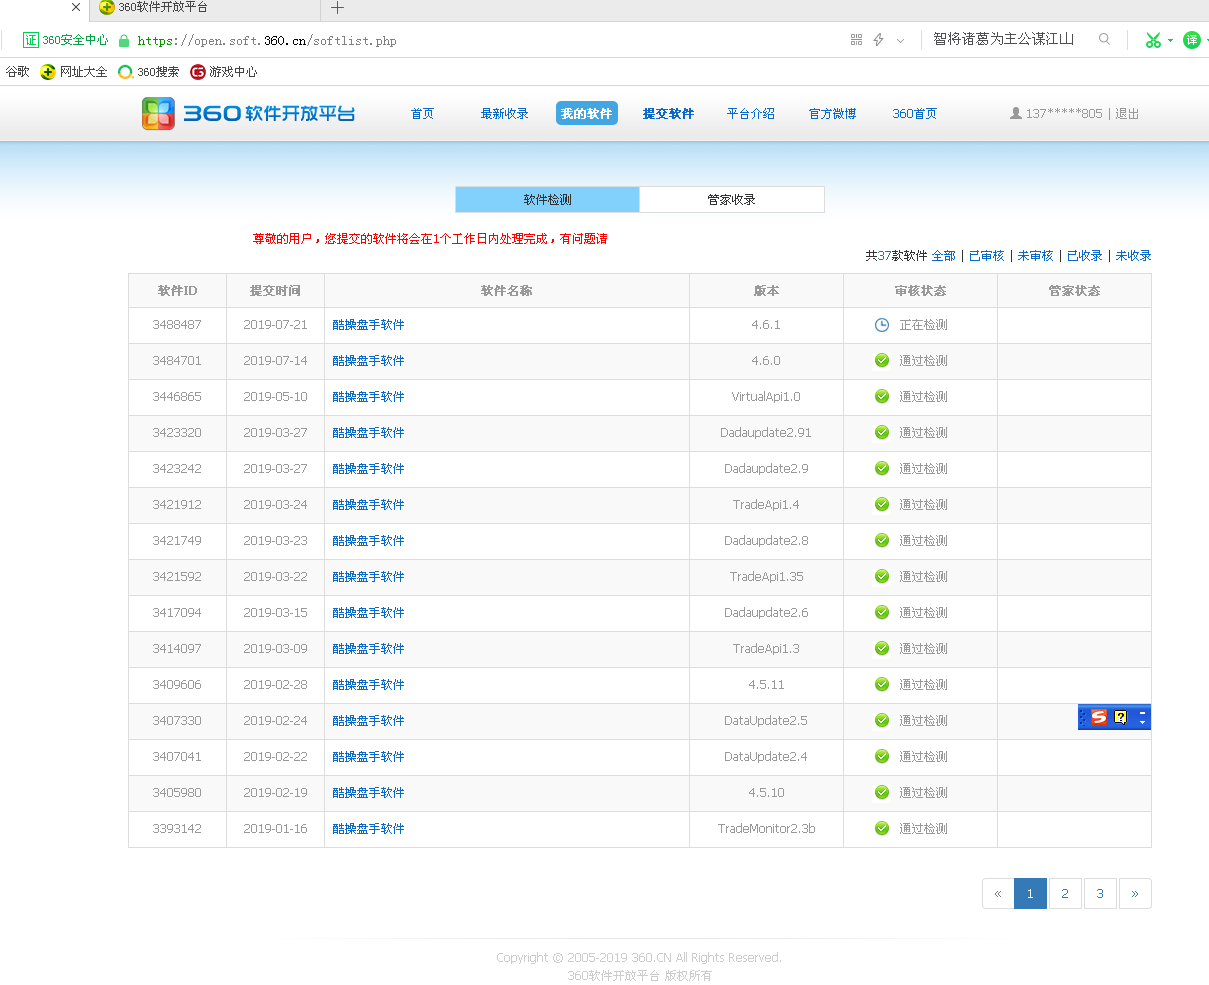 360软件开放平台
证 360安全中心 https://open.soft.360.cn/softlist.php 智将诸葛为主公谋江山 译
谷歌 网址大全 360搜索 游戏中心
360软件开放平台 首页 最新收录 我的软件 提交软件 平台介绍 官方微博 360首页 137*****805 | 退出
软件检测 管家收录
尊敬的用户，您提交的软件将会在1个工作日内处理完成，有问题请
共37款软件 全部 | 已审核 | 未审核 | 已收录 | 未收录
软件ID 提交时间 软件名称 版本 审核状态 管家状态
3488487 2019-07-21 酷操盘手软件 4.6.1 正在检测
3484701 2019-07-14 酷操盘手软件 4.6.0 通过检测
3446865 2019-05-10 酷操盘手软件 VirtualApi1.0 通过检测
3423320 2019-03-27 酷操盘手软件 Dadaupdate2.91 通过检测
3423242 2019-03-27 酷操盘手软件 Dadaupdate2.9 通过检测
3421912 2019-03-24 酷操盘手软件 TradeApi1.4 通过检测
3421749 2019-03-23 酷操盘手软件 Dadaupdate2.8 通过检测
3421592 2019-03-22 酷操盘手软件 TradeApi1.35 通过检测
3417094 2019-03-15 酷操盘手软件 Dadaupdate2.6 通过检测
3414097 2019-03-09 酷操盘手软件 TradeApi1.3 通过检测
3409606 2019-02-28 酷操盘手软件 4.5.11 通过检测
3407330 2019-02-24 酷操盘手软件 DataUpdate2.5 通过检测
3407041 2019-02-22 酷操盘手软件 DataUpdate2.4 通过检测
3405980 2019-02-19 酷操盘手软件 4.5.10 通过检测
3393142 2019-01-16 酷操盘手软件 TradeMonitor2.3b 通过检测
« 1 2 3 »
Copyright © 2005-2019 360.CN All Rights Reserved.
360软件开放平台 版权所有